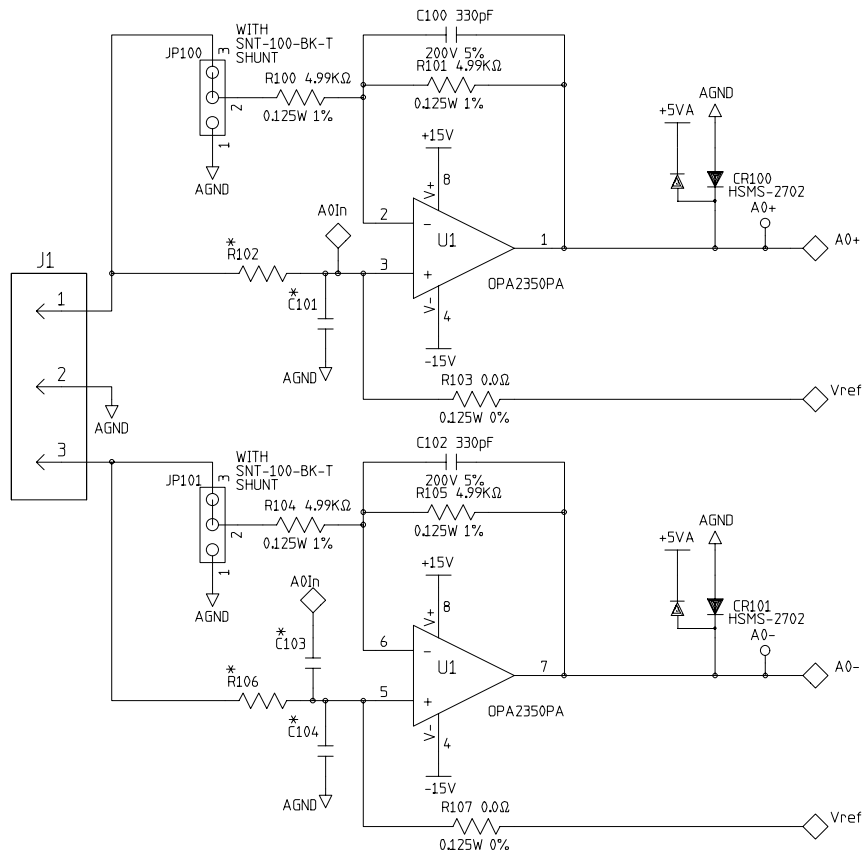 C100 330pF
200V 5%
R101 4.99KΩ
0.125W 1%
WITH
SNT-100-BK-T
SHUNT
JP100
3
2
1
R100 4.99KΩ
0.125W 1%
AGND
+15V
8
V+
2
-
U1
3
+
1
OPA2350PA
V-
4
-15V
+5VA
AGND
CR100
HSMS-2702
A0+
A0+
A0In
*
R102
*
C101
AGND
J1
1
2
3
AGND
R103 0.0Ω
0.125W 0%
Vref
C102 330pF
200V 5%
R105 4.99KΩ
0.125W 1%
WITH
SNT-100-BK-T
SHUNT
JP101
3
2
1
R104 4.99KΩ
0.125W 1%
AGND
+15V
8
V+
6
-
U1
5
+
7
OPA2350PA
V-
4
-15V
+5VA
AGND
CR101
HSMS-2702
A0-
A0-
A0In
*
C103
*
R106
*
C104
AGND
R107 0.0Ω
0.125W 0%
Vref